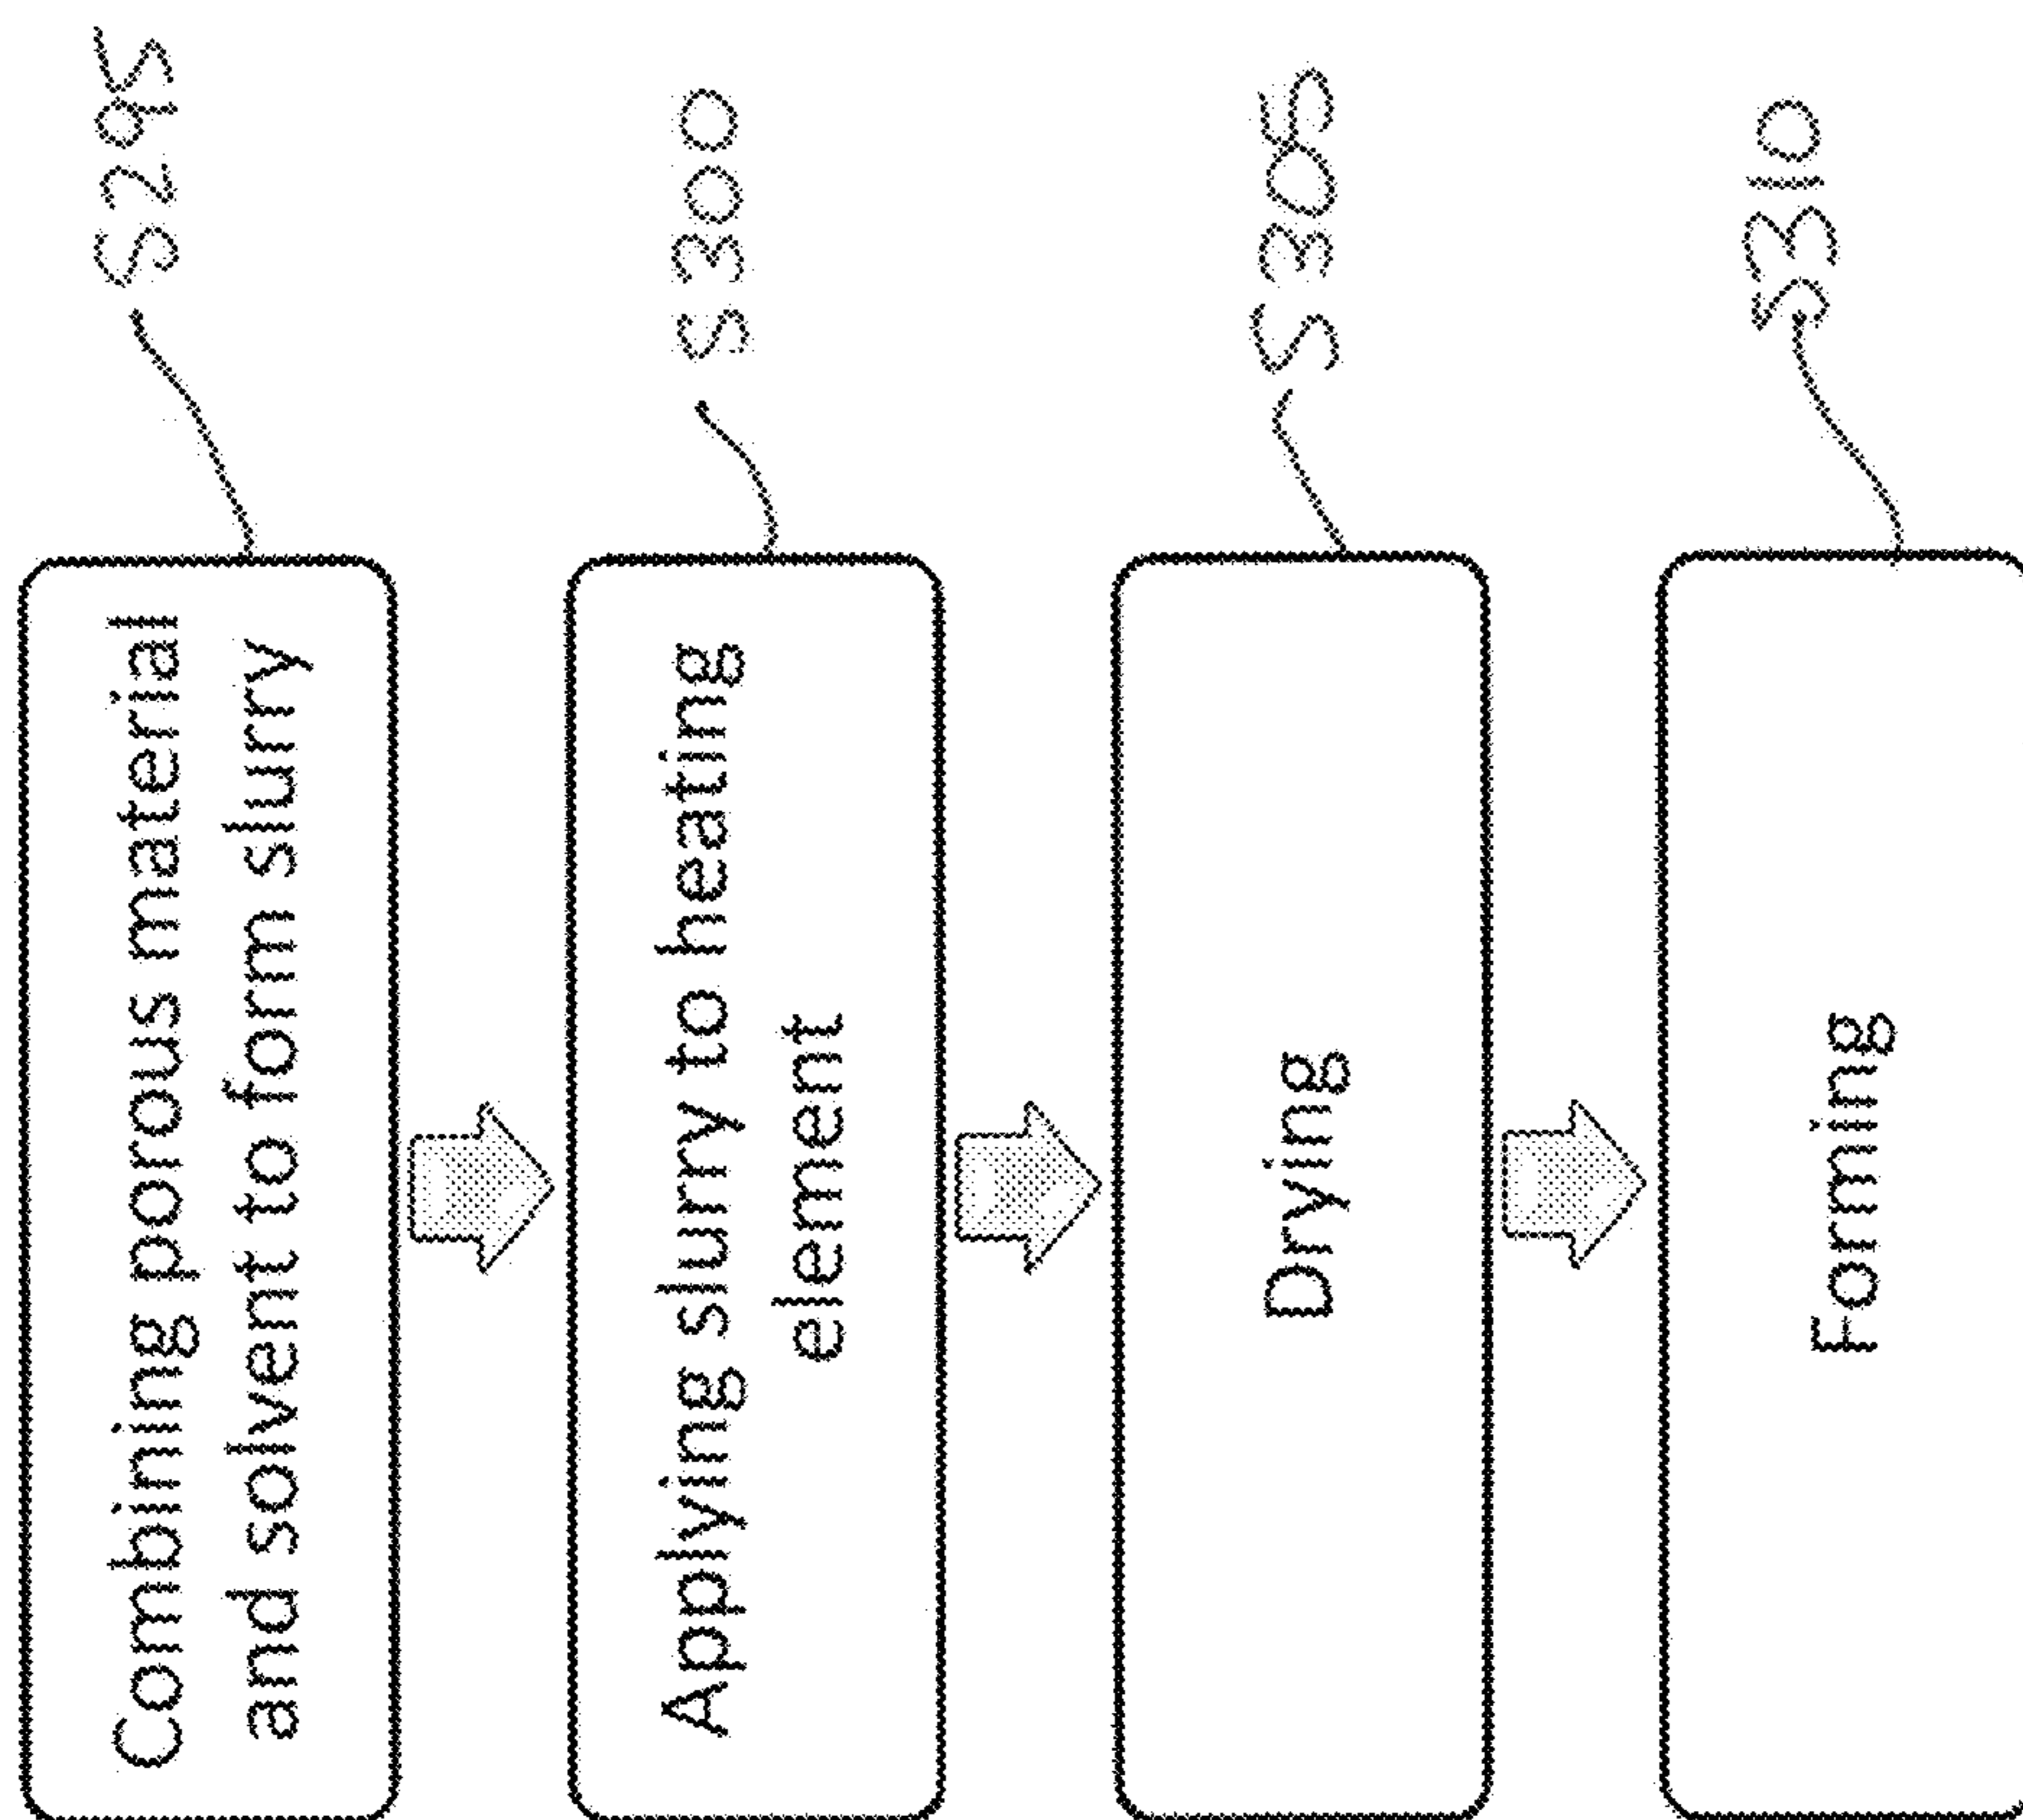 Combining porous material
and solvent to form slurry
S295
Applying slurry to heating
element
S300
Drying
S305
Forming
S310